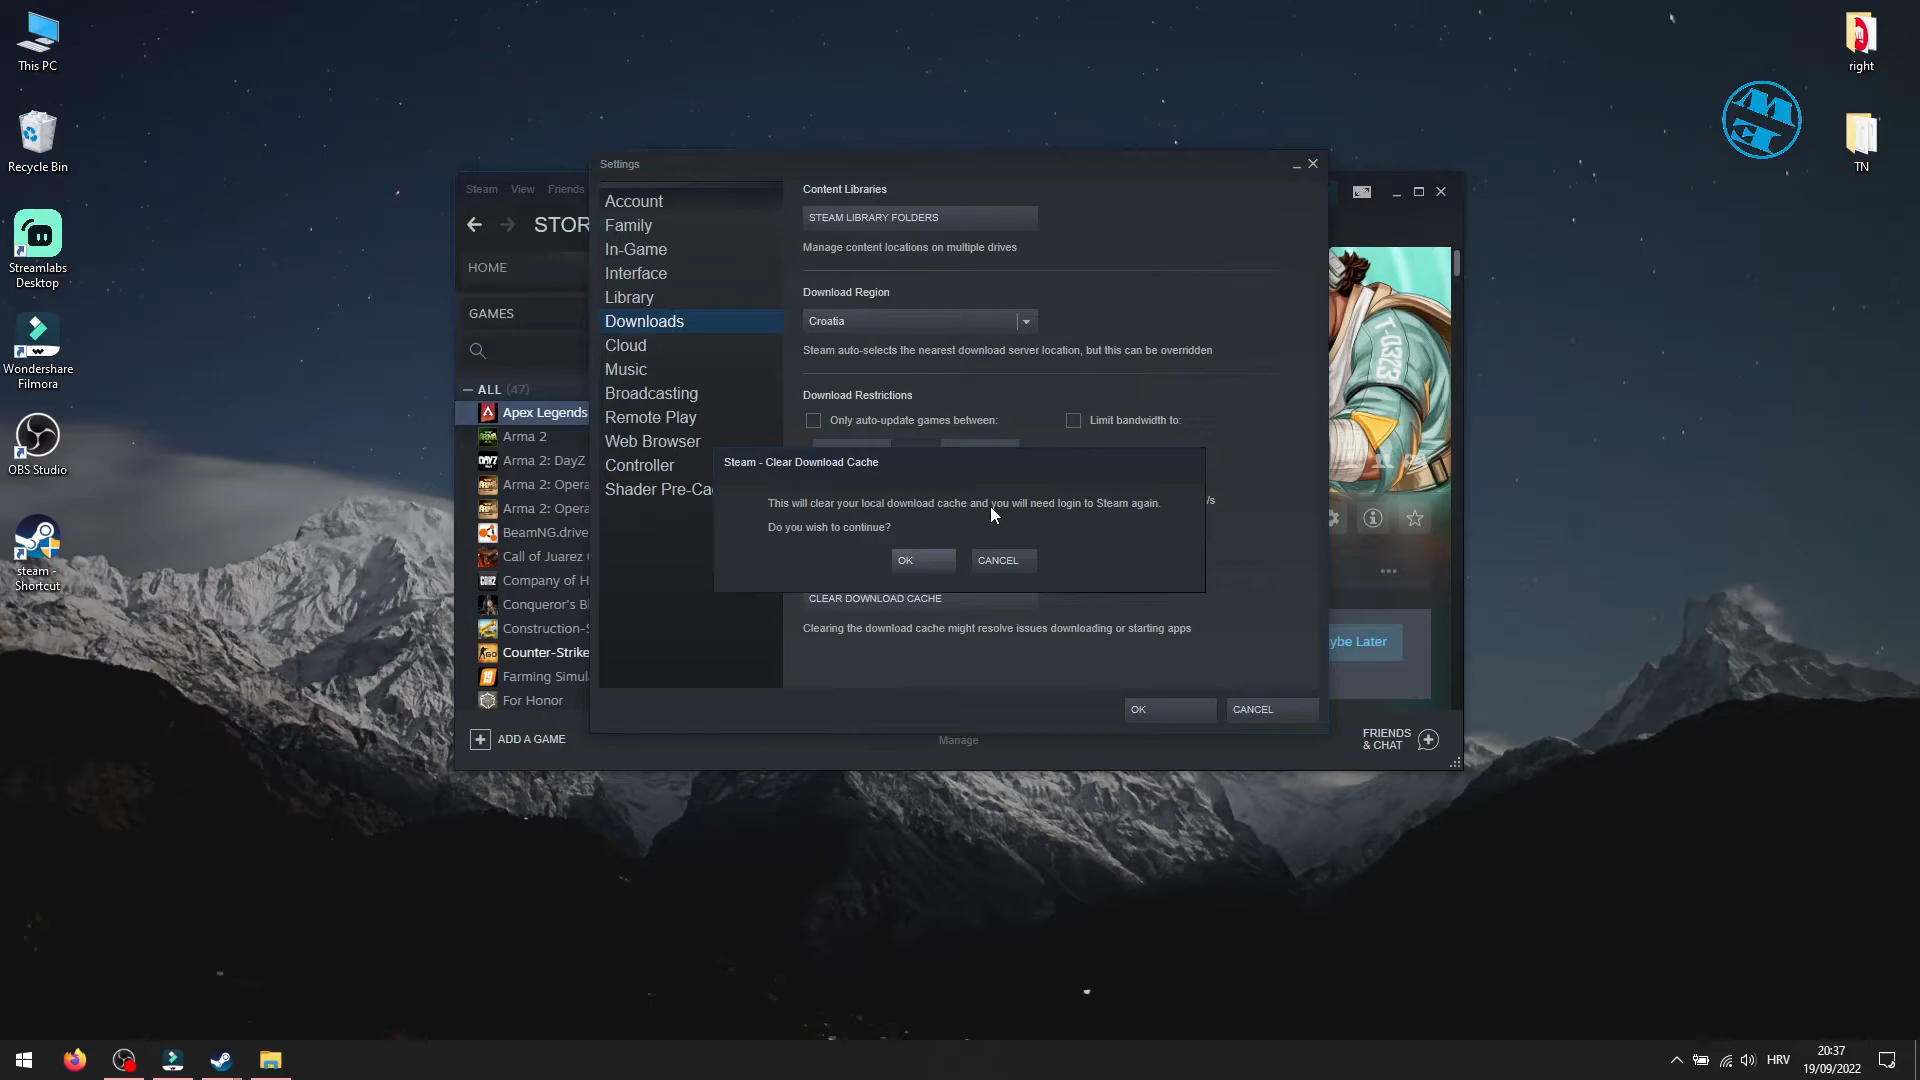 This PC
Recycle Bin
Streamlabs
Desktop
Wondershare
Filmora
OBS Studio
steam -
Shortcut
right
TN
Steam View Friends
STOR
HOME
GAMES
ALL (47)
Apex Legends
Arma 2
Arma 2: DayZ
Arma 2: Opera
Arma 2: Opera
BeamNG.drive
Call of Juarez
Company of H
Conqueror's Bl
Construction-S
Counter-Strike
Farming Simul
For Honor
ADD A GAME
Manage
FRIENDS
& CHAT
ybe Later
T-0323
Settings
Account
Family
In-Game
Interface
Library
Downloads
Cloud
Music
Broadcasting
Remote Play
Web Browser
Controller
Shader Pre-Ca
Content Libraries
STEAM LIBRARY FOLDERS
Manage content locations on multiple drives
Download Region
Croatia
Steam auto-selects the nearest download server location, but this can be overridden
Download Restrictions
Only auto-update games between:
Limit bandwidth to:
/s
Steam - Clear Download Cache
This will clear your local download cache and you will need login to Steam again.
Do you wish to continue?
OK
CANCEL
CLEAR DOWNLOAD CACHE
Clearing the download cache might resolve issues downloading or starting apps
OK
CANCEL
HRV
20:37
19/09/2022